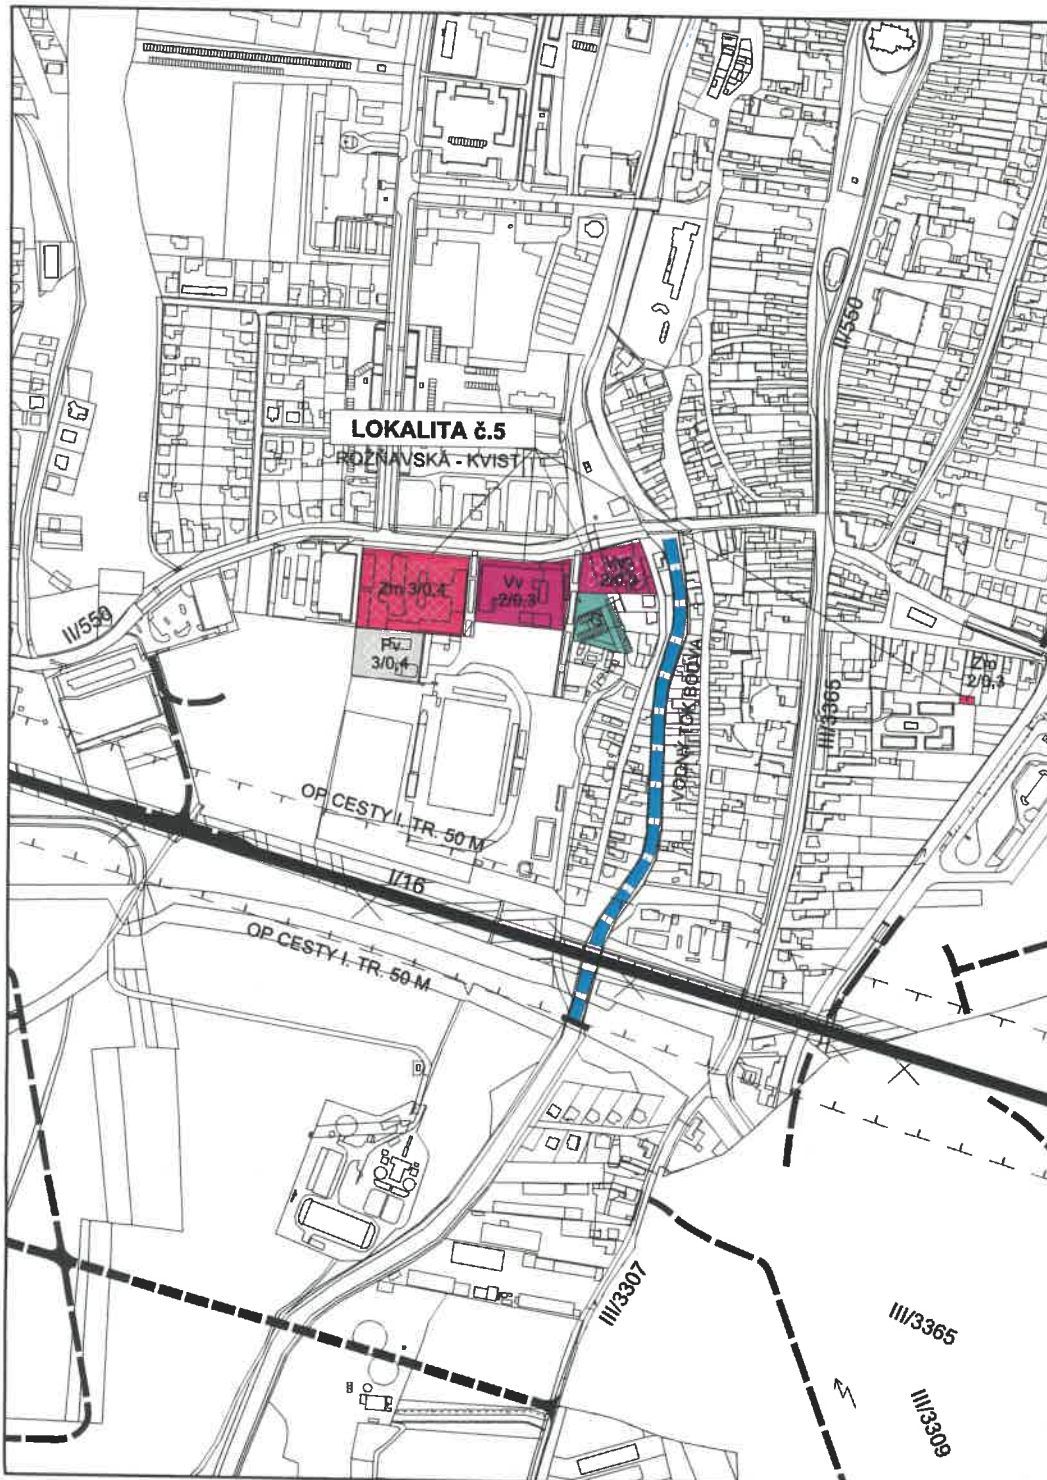 II/550
LOKALITA č.5
ROŽŇAVSKÁ - KVIST
Zm 3/0,4
Vv
2/0,3
2/0,3
II/550
Pv
3/0,4
Zm
2/0,3
VODNÝ TOK BODVA
III/3365
OP CESTY I. TR. 50 M
I/16
OP CESTY I. TR. 50 M
III/3307
III/3365
III/3309